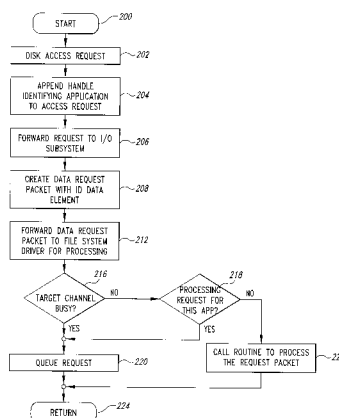 START
200
DISK ACCESS REQUEST
202
APPEND HANDLE
IDENTIFYING APPLICATION
TO ACCESS REQUEST
204
FORWARD REQUEST TO I/O
SUBSYSTEM
206
CREATE DATA REQUEST
PACKET WITH ID DATA
ELEMENT
208
FORWARD DATA REQUEST
PACKET TO FILE SYSTEM
DRIVER FOR PROCESSING
212
216
TARGET CHANNEL
BUSY?
NO
YES
218
PROCESSING
REQUEST FOR
THIS APP?
NO
YES
QUEUE REQUEST
220
CALL ROUTINE TO PROCESS
THE REQUEST PACKET
RETURN
224